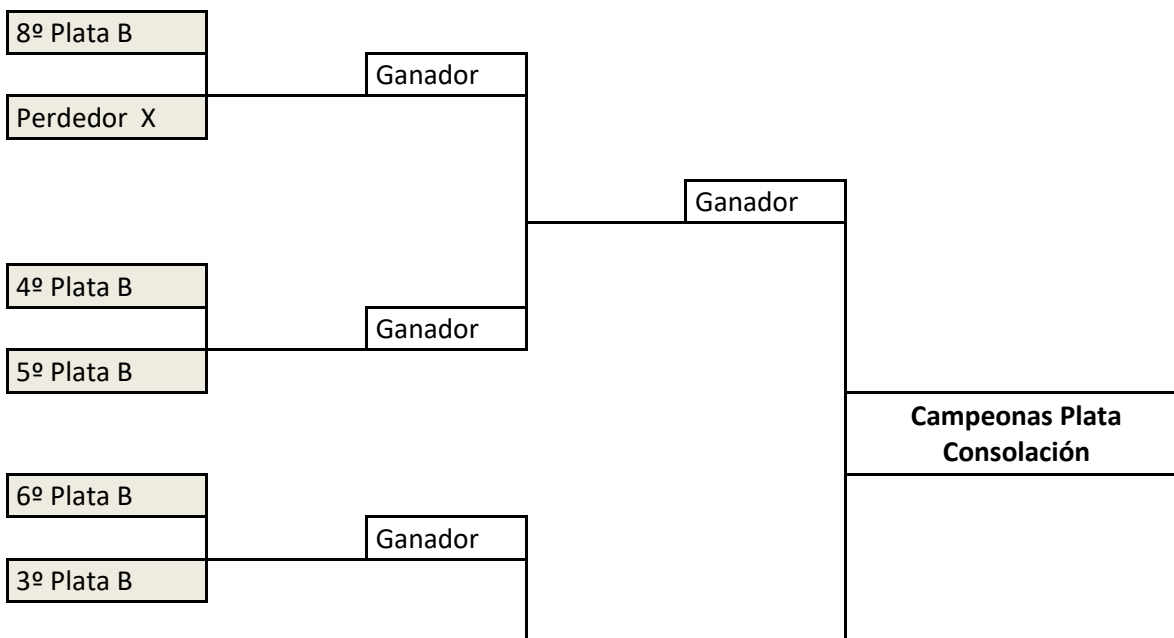 8º Plata B
Ganador
Perdedor X
Ganador
4º Plata B
Ganador
5º Plata B
Campeonas Plata
Consolación
6º Plata B
Ganador
3º Plata B